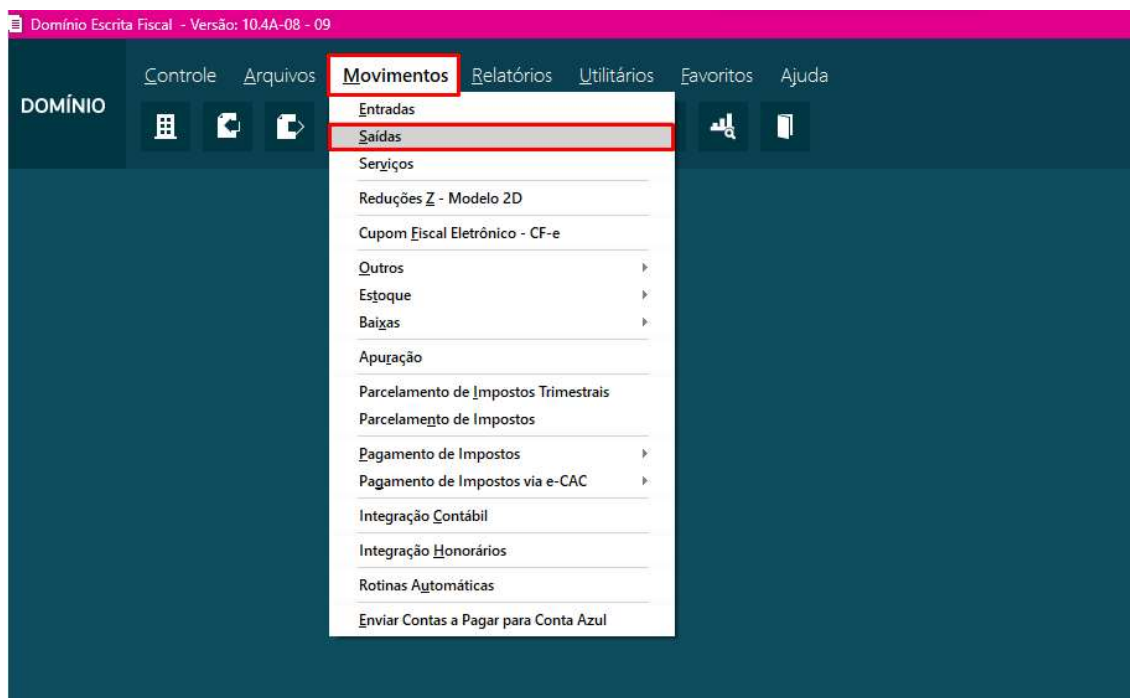 Domínio Escrita Fiscal - Versão: 10.4A-08 - 09
Controle Arquivos Movimentos Relatórios Utilitários Favoritos Ajuda
DOMÍNIO
Entradas
Saídas
Serviços
Reduções Z - Modelo 2D
Cupom Fiscal Eletrônico - CF-e
Outros
Estoque
Baixas
Apuração
Parcelamento de Impostos Trimestrais
Parcelamento de Impostos
Pagamento de Impostos
Pagamento de Impostos via e-CAC
Integração Contábil
Integração Honorários
Rotinas Automáticas
Enviar Contas a Pagar para Conta Azul